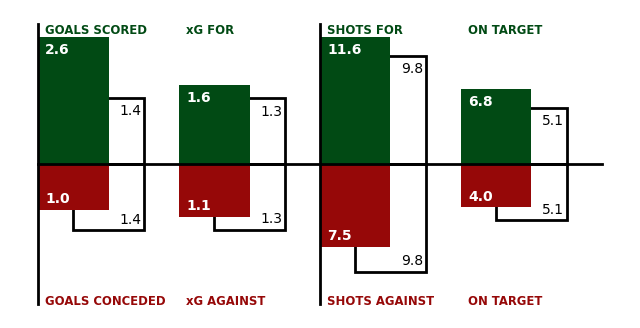 GOALS SCORED xG FOR SHOTS FOR ON TARGET
2.6 1.4 1.6 1.3 11.6 9.8 6.8 5.1
1.0 1.4 1.1 1.3 7.5 9.8 4.0 5.1
GOALS CONCEDED xG AGAINST SHOTS AGAINST ON TARGET